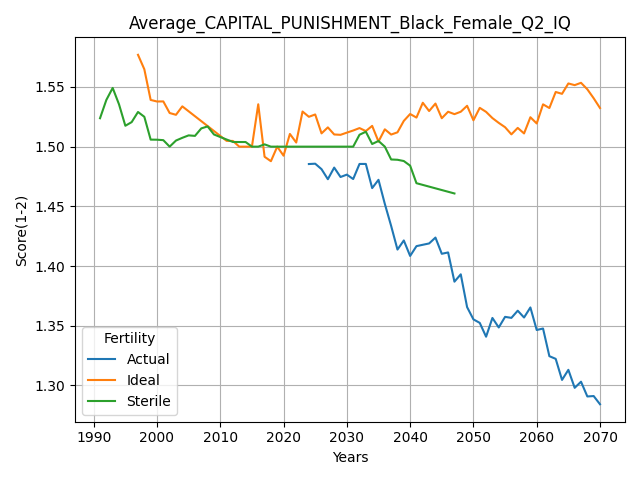 Average_CAPITAL_PUNISHMENT_Black_Female_Q2_IQ
Score(1-2)
1.55
1.50
1.45
1.40
1.35
1.30
Fertility
Actual
Ideal
Sterile
1990 2000 2010 2020 2030 2040 2050 2060 2070
Years